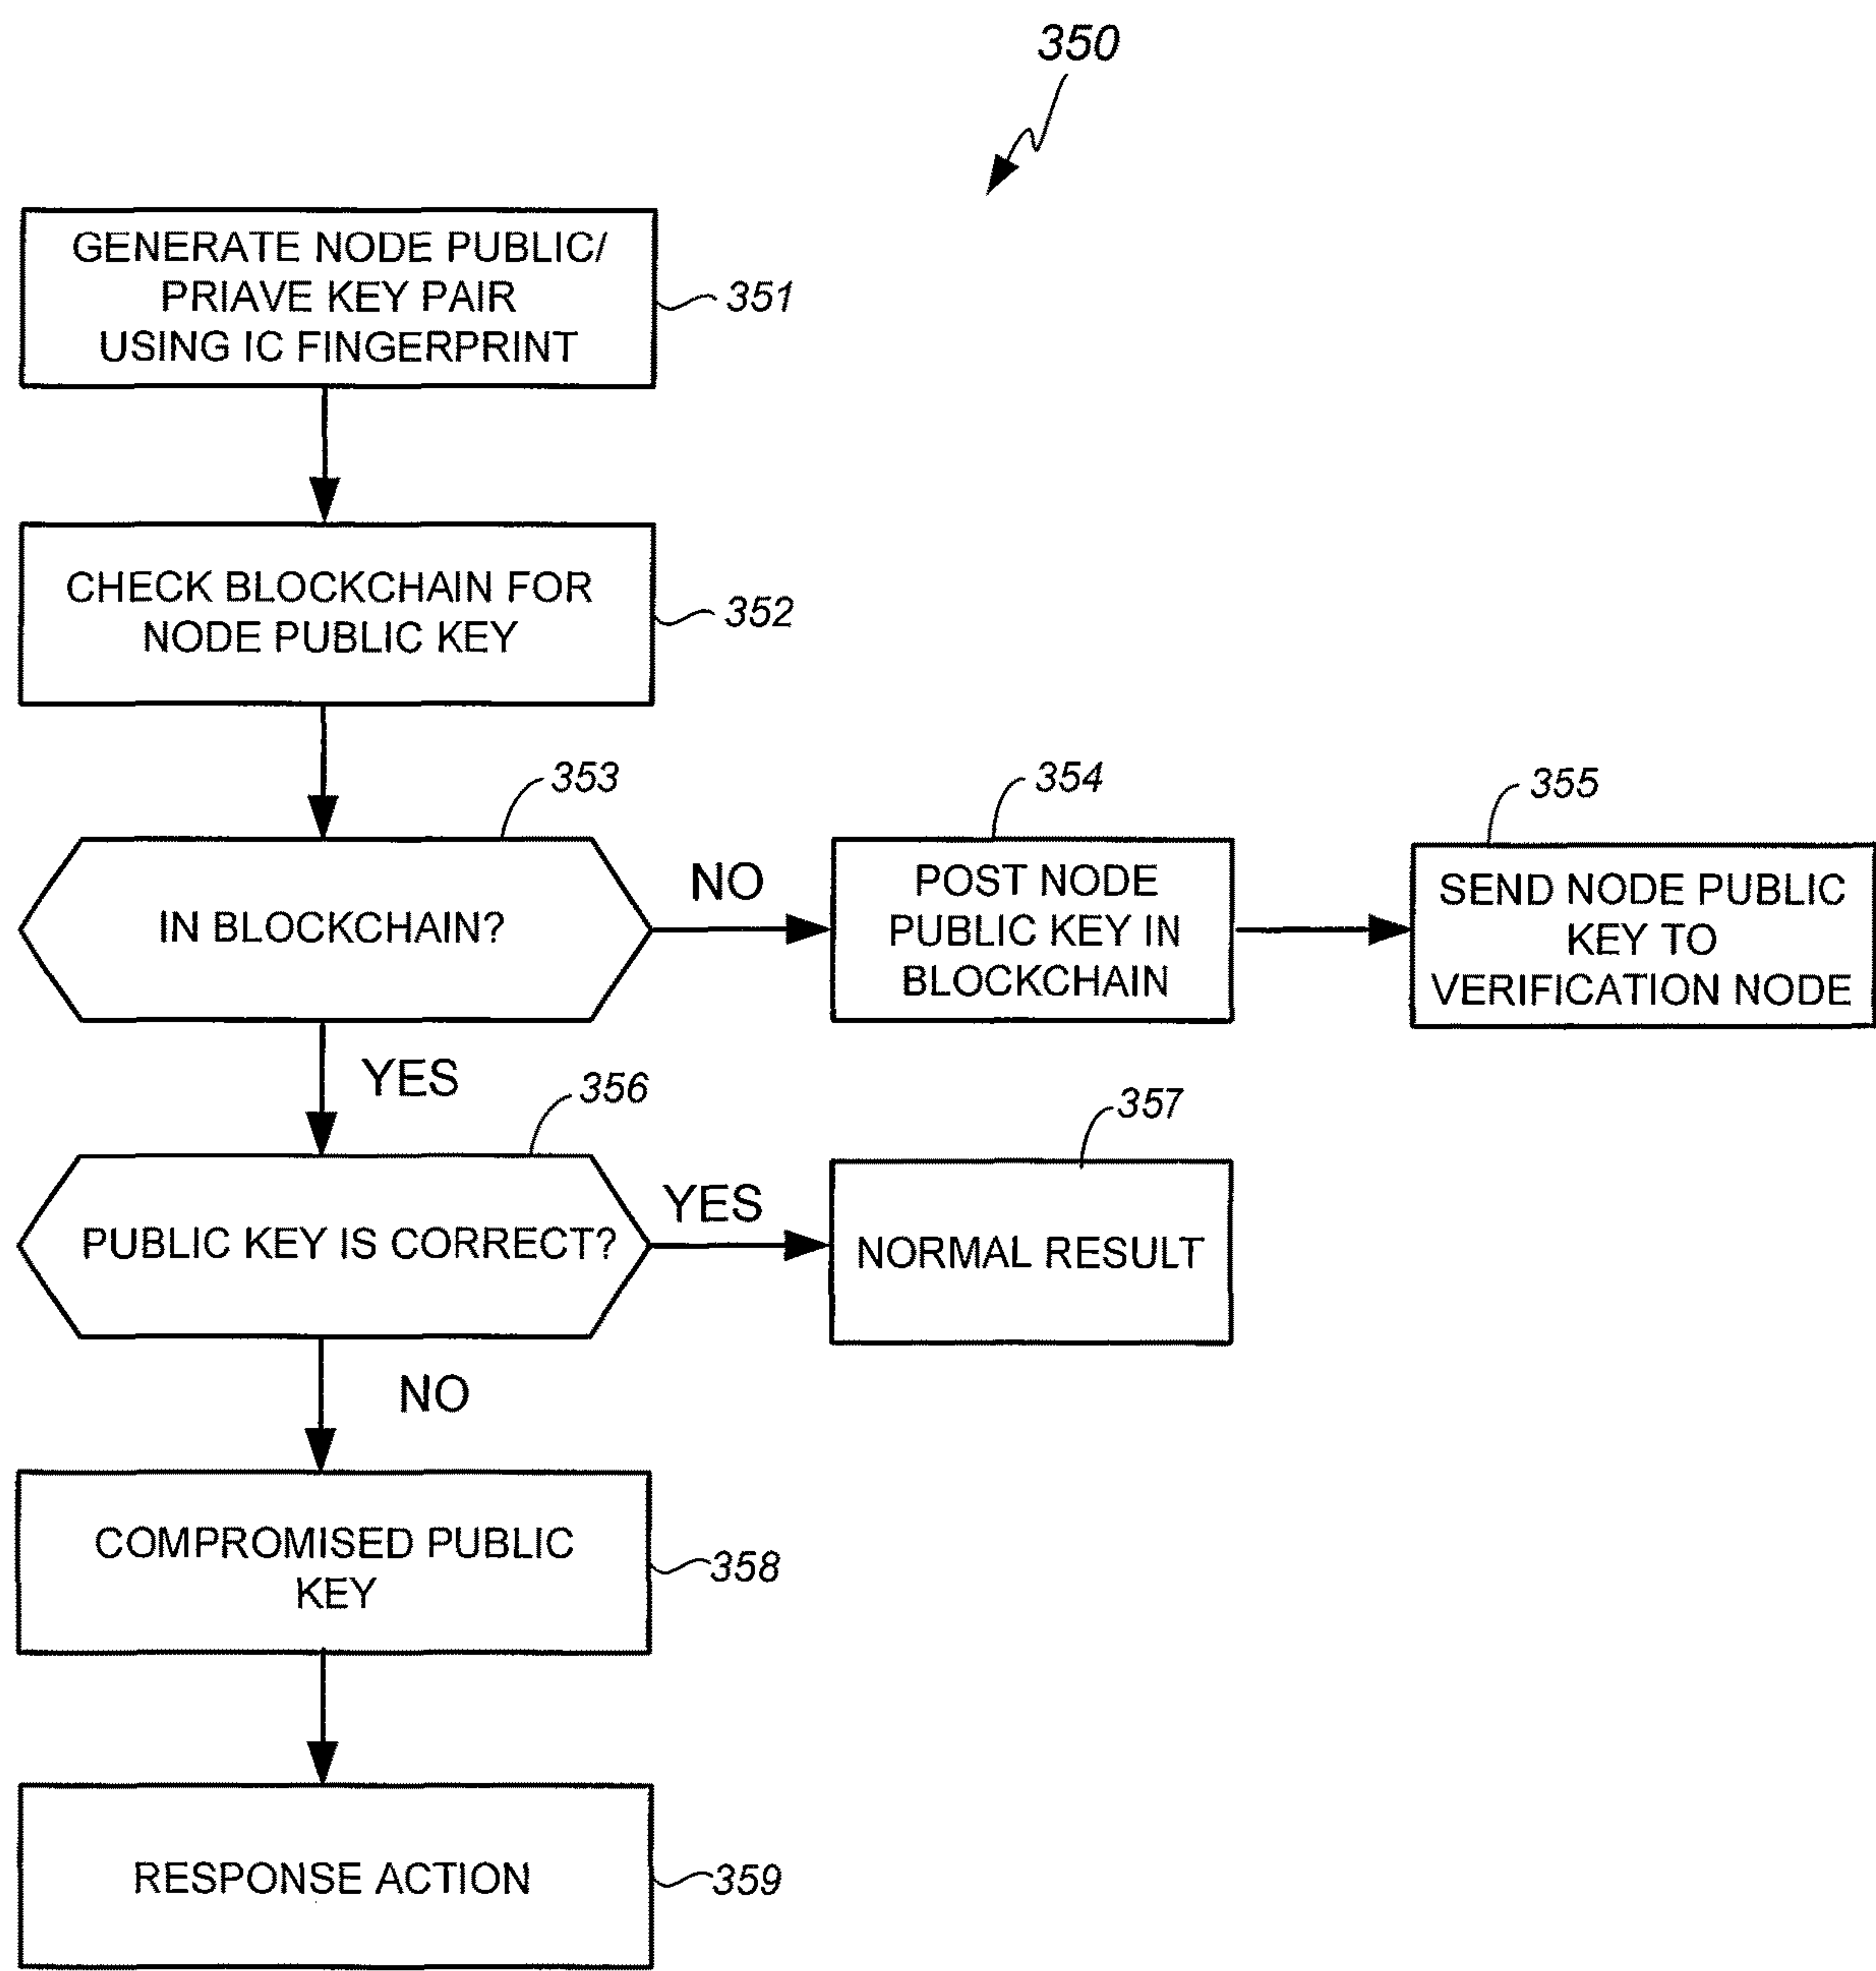 350
GENERATE NODE PUBLIC/
PRIAVE KEY PAIR
USING IC FINGERPRINT
351
CHECK BLOCKCHAIN FOR
NODE PUBLIC KEY
352
353
IN BLOCKCHAIN?
NO
354
POST NODE
PUBLIC KEY IN
BLOCKCHAIN
355
SEND NODE PUBLIC
KEY TO
VERIFICATION NODE
YES
356
PUBLIC KEY IS CORRECT?
YES
357
NORMAL RESULT
NO
COMPROMISED PUBLIC
KEY
358
RESPONSE ACTION
359